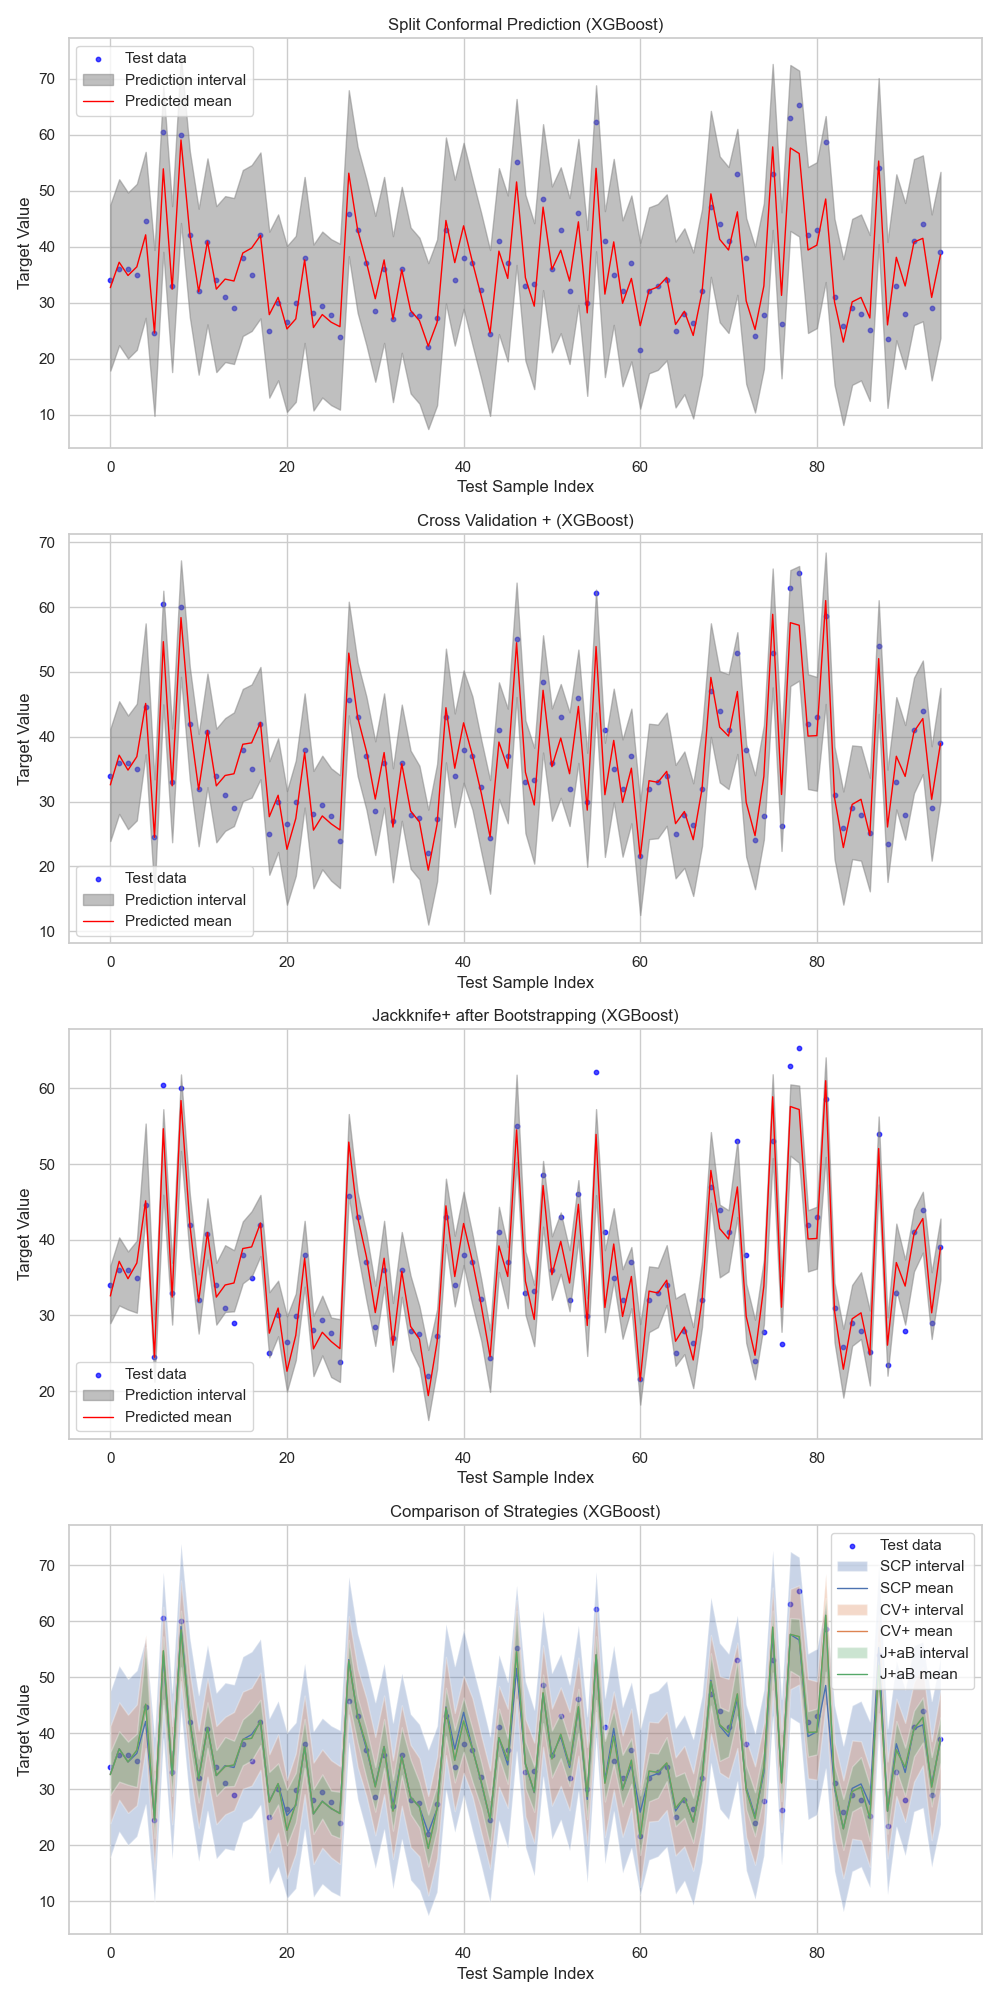 Split Conformal Prediction (XGBoost)
Test data
Prediction interval
Predicted mean
Target Value
70
60
50
40
30
20
10
0 20 40 60 80
Test Sample Index
Cross Validation + (XGBoost)
70
60
50
40
30
20
10
Target Value
Test data
Prediction interval
Predicted mean
0 20 40 60 80
Test Sample Index
Jackknife+ after Bootstrapping (XGBoost)
60
50
40
30
20
Target Value
Test data
Prediction interval
Predicted mean
0 20 40 60 80
Test Sample Index
Comparison of Strategies (XGBoost)
Test data
SCP interval
SCP mean
CV+ interval
CV+ mean
J+aB interval
J+aB mean
Target Value
70
60
50
40
30
20
10
0 20 40 60 80
Test Sample Index